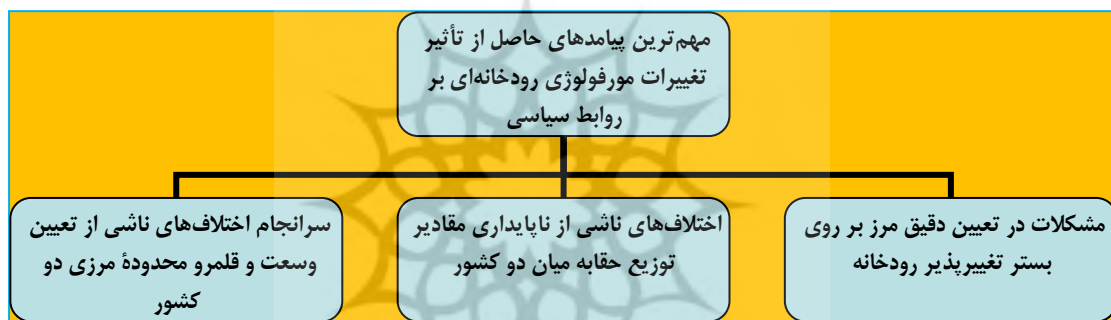 مهم‌ترین پیامدهای حاصل از تأثیر
تغییرات مورفولوژی رودخانه‌ای بر
روابط سیاسی
مشکلات در تعیین دقیق مرز بر روی
بستر تغییرپذیر رودخانه
اختلاف‌های ناشی از ناپایداری مقادیر
توزیع حقابه میان دو کشور
سرانجام اختلاف‌های ناشی از تعیین
وسعت و قلمرو محدودهٔ مرزی دو
کشور